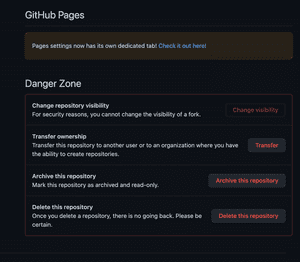 GitHub Pages
Pages settings now has its own dedicated tab! Check it out here!
Danger Zone
Change repository visibility
For security reasons, you cannot change the visibility of a fork.
Change visibility
Transfer ownership
Transfer this repository to another user or to an organization where you have
the ability to create repositories.
Transfer
Archive this repository
Mark this repository as archived and read-only.
Archive this repository
Delete this repository
Once you delete a repository, there is no going back. Please be
certain.
Delete this repository